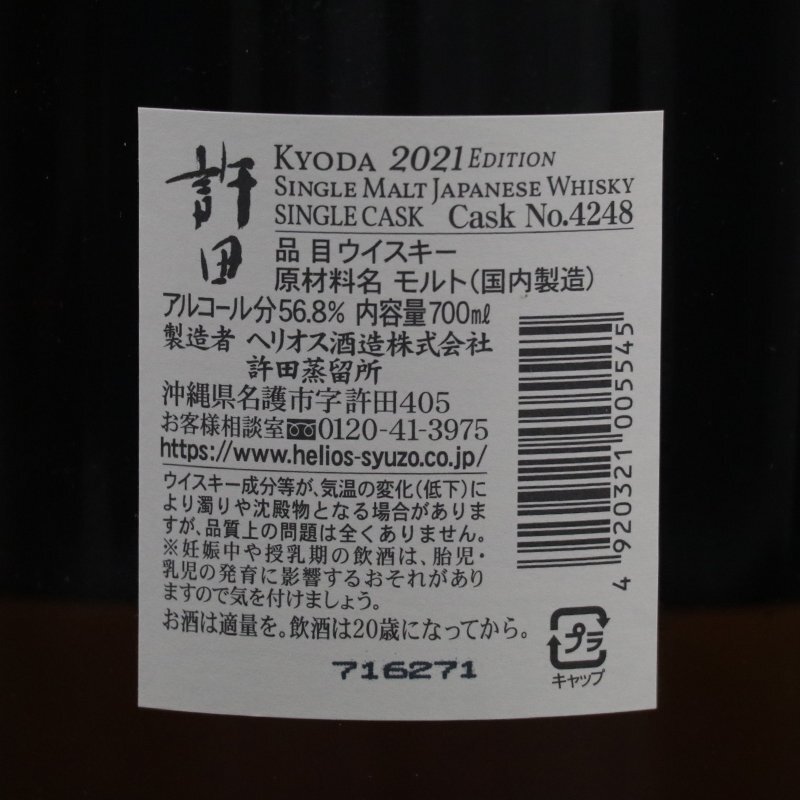 許田
KYODA 2021 EDITION
SINGLE MALT JAPANESE WHISKY
SINGLE CASK Cask No.4248
品目ウイスキー
原材料名 モルト(国内製造)
アルコール分56.8% 内容量700ml
製造者 ヘリオス酒造株式会社
許田蒸留所
沖縄県名護市字許田405
お客様相談室0120-41-3975
https://www.helios-syuzo.co.jp/
ウイスキー成分等が、気温の変化(低下)に
より濁りや沈殿物となる場合がありま
すが、品質上の問題は全くありません。
※妊娠中や授乳期の飲酒は、胎児・
乳児の発育に影響するおそれがあり
ますので気を付けましょう。
お酒は適量を。飲酒は20歳になってから。
716271
4 920321 005545
プラ
キャップ